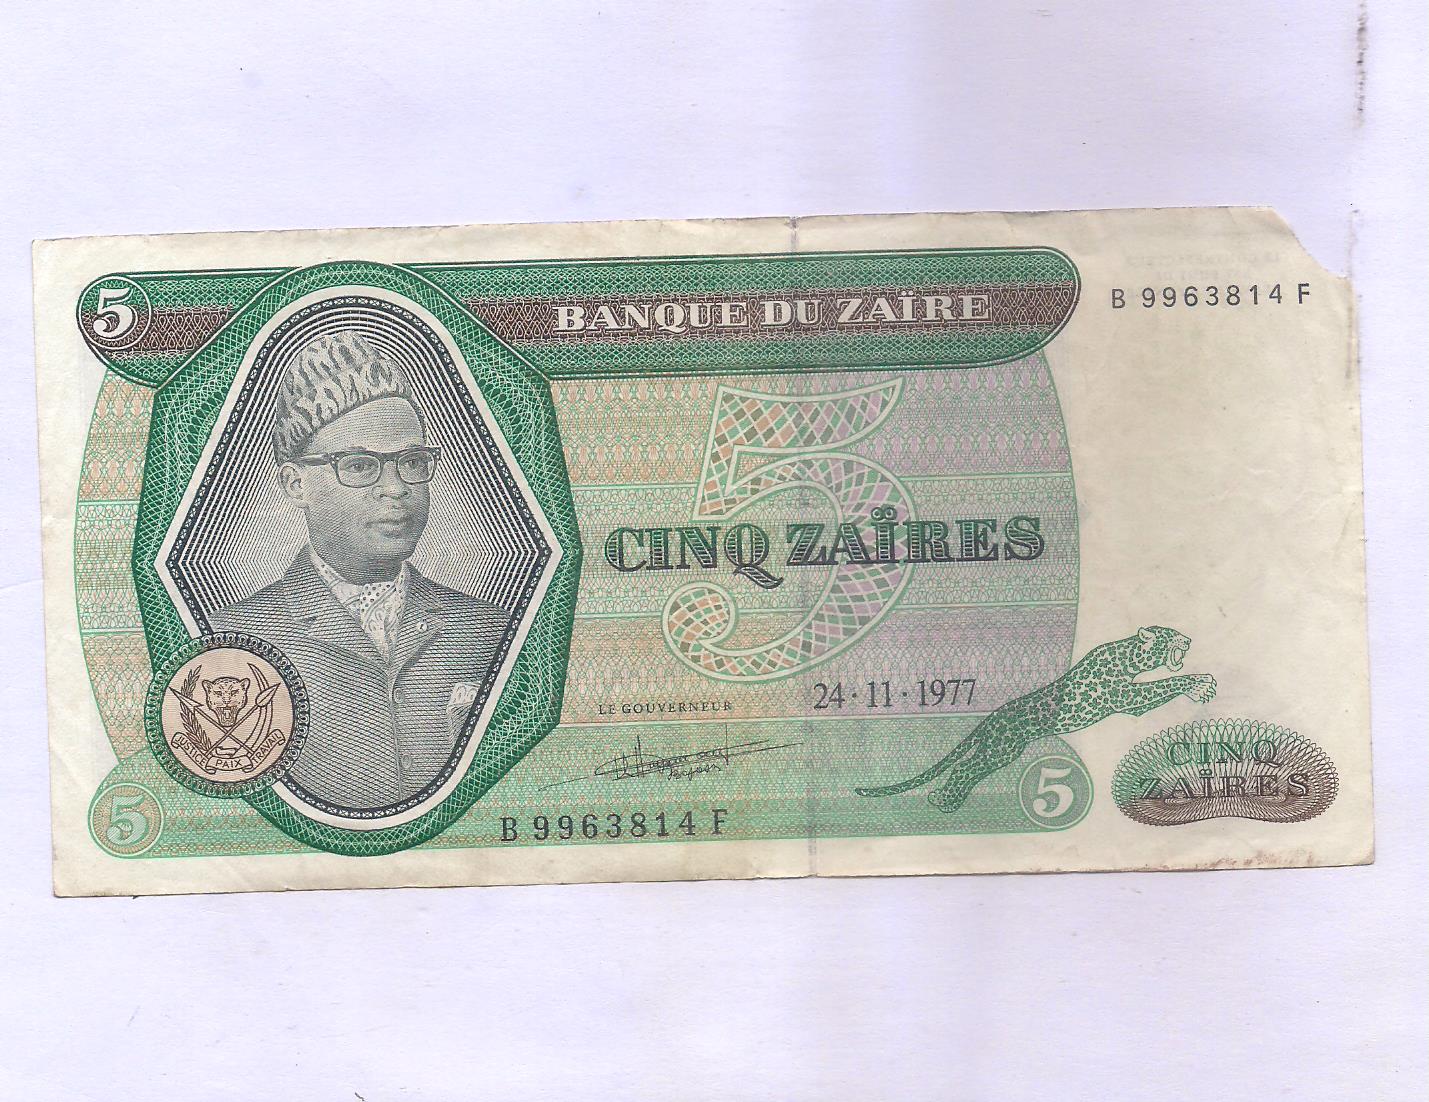 5
BANQUE DU ZAÏRE
B 9963814 F
5
CINQ ZAÏRES
LE GOUVERNEUR
24·11·1977
JUSTICE PAIX TRAVAIL
5
B 9963814 F
5
CINQ
ZAÏRES